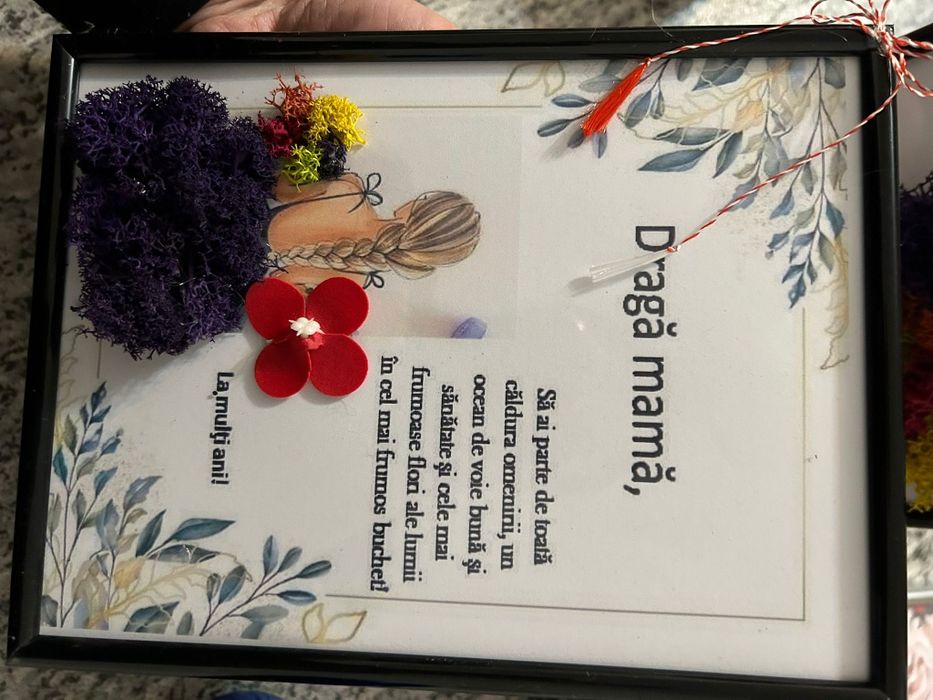 Dragă mamă,
Să ai parte de toată
căldura omenirii, un
ocean de voie bună și
sănătate și cele mai
frumoase flori ale lumii
în cel mai frumos buchet!
La mulți ani!